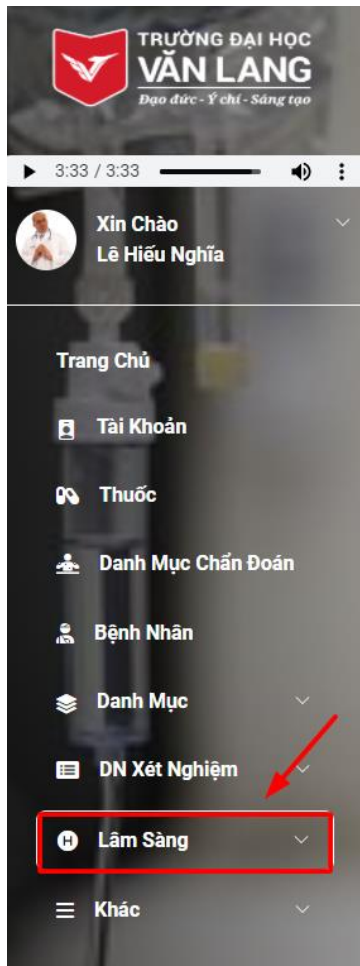 TRƯỜNG ĐẠI HỌC
VĂN LANG
Đạo đức - Ý chí - Sáng tạo
3:33 / 3:33
Xin Chào
Lê Hiếu Nghĩa
Trang Chủ
Tài Khoản
Thuốc
Danh Mục Chẩn Đoán
Bệnh Nhân
Danh Mục
DN Xét Nghiệm
H Lâm Sàng
Khác